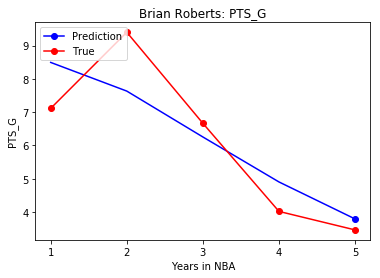 Brian Roberts: PTS_G
Prediction
True
PTS_G
9
8
7
6
5
4
1 2 3 4 5
Years in NBA